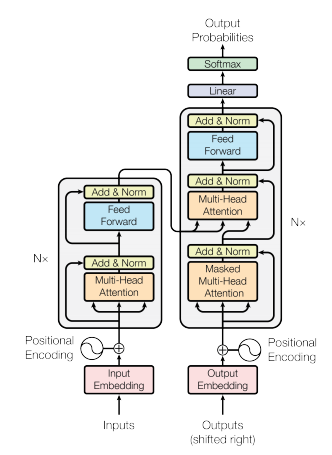 Output
Probabilities
Softmax
Linear
Add & Norm
Feed
Forward
Add & Norm
Multi-Head
Attention
Add & Norm
Masked
Multi-Head
Attention
N×
Add & Norm
Feed
Forward
Add & Norm
Multi-Head
Attention
N×
Positional
Encoding
Positional
Encoding
Input
Embedding
Output
Embedding
Inputs
Outputs
(shifted right)